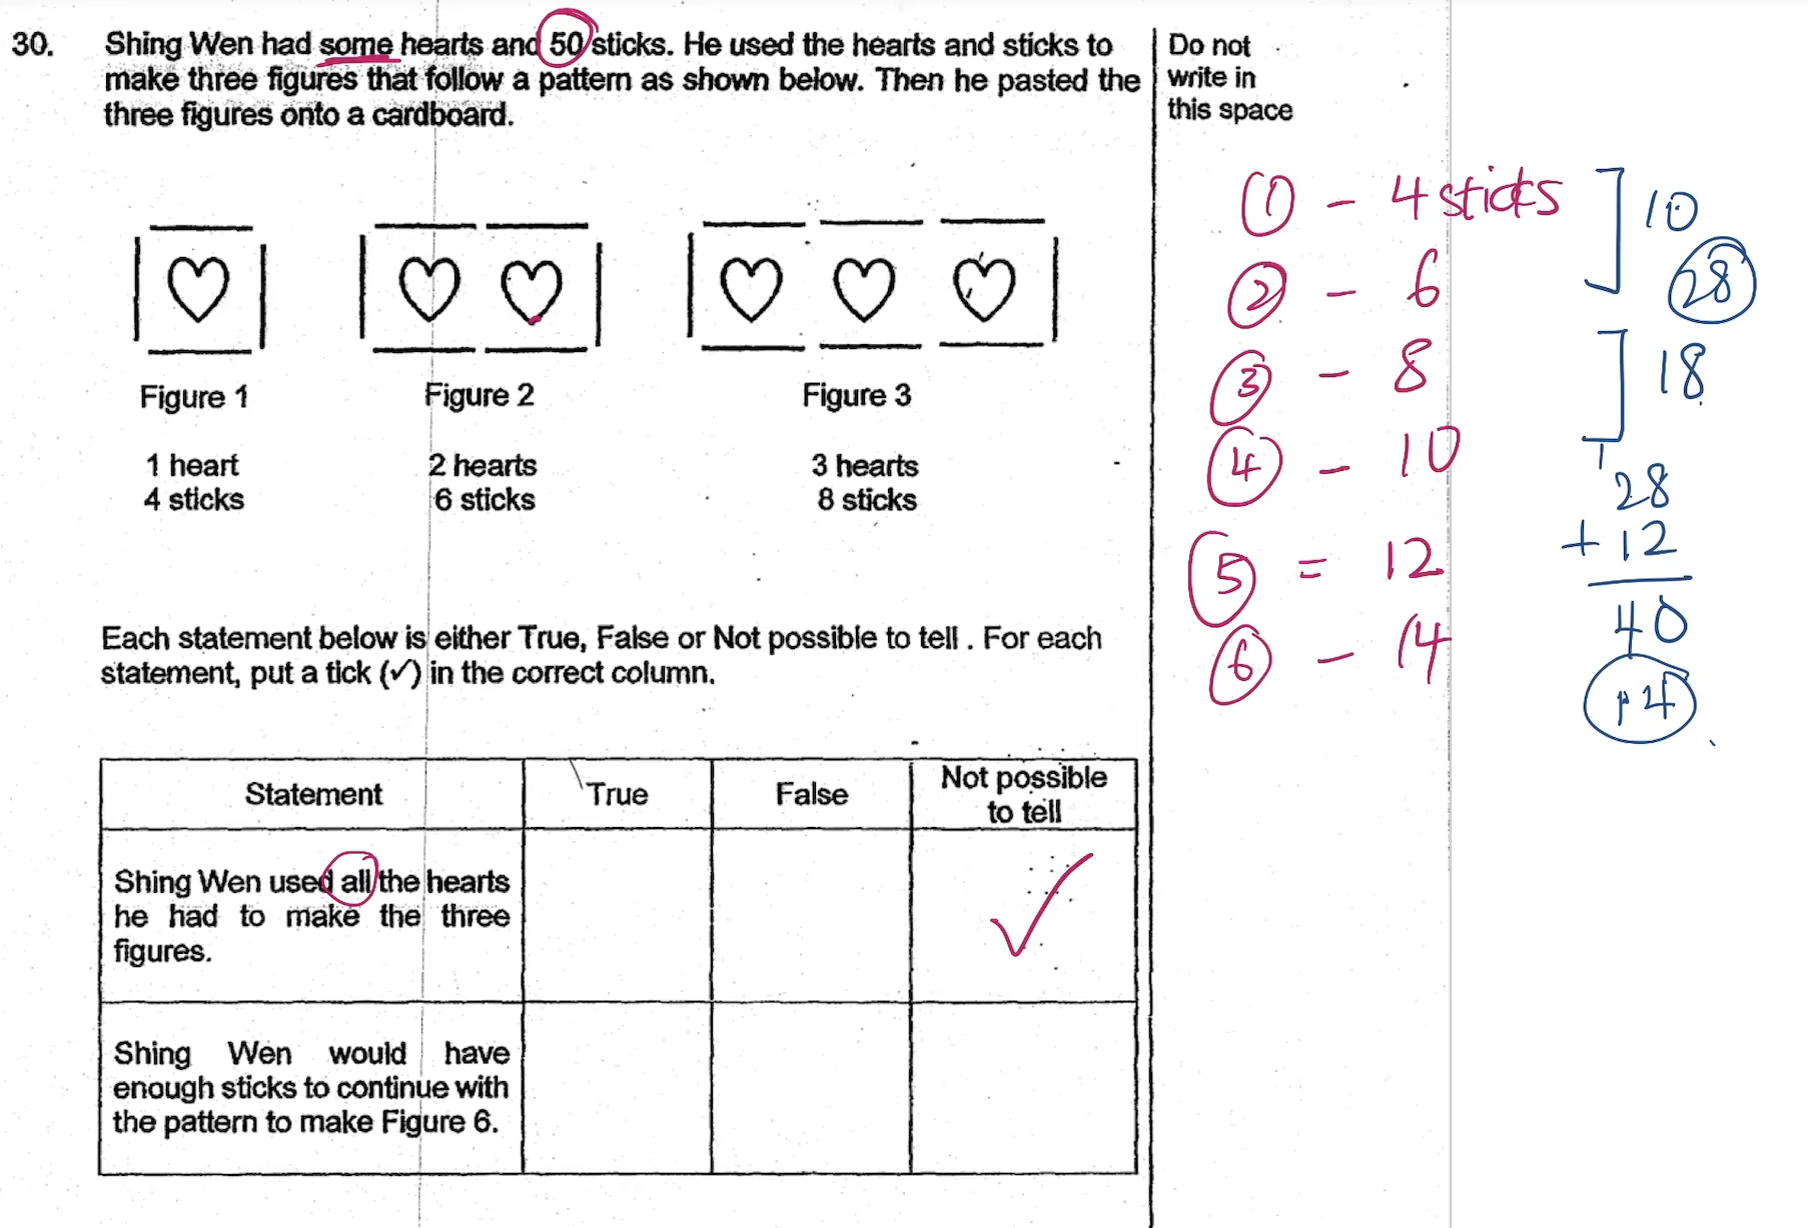 30. Shing Wen had some hearts and 50 sticks. He used the hearts and sticks to
make three figures that follow a pattern as shown below. Then he pasted the
three figures onto a cardboard.
Do not
write in
this space
Figure 1
1 heart
4 sticks
Figure 2
2 hearts
6 sticks
Figure 3
3 hearts
8 sticks
Each statement below is either True, False or Not possible to tell . For each
statement, put a tick (✓) in the correct column.
Statement
True
False
Not possible
to tell
Shing Wen used all the hearts
he had to make the three
figures.
✓
Shing Wen would have
enough sticks to continue with
the pattern to make Figure 6.
① - 4 sticks
② - 6
③ - 8
④ - 10
⑤ = 12
⑥ - 14
] 10
28
] 18
28
+ 12
40
14